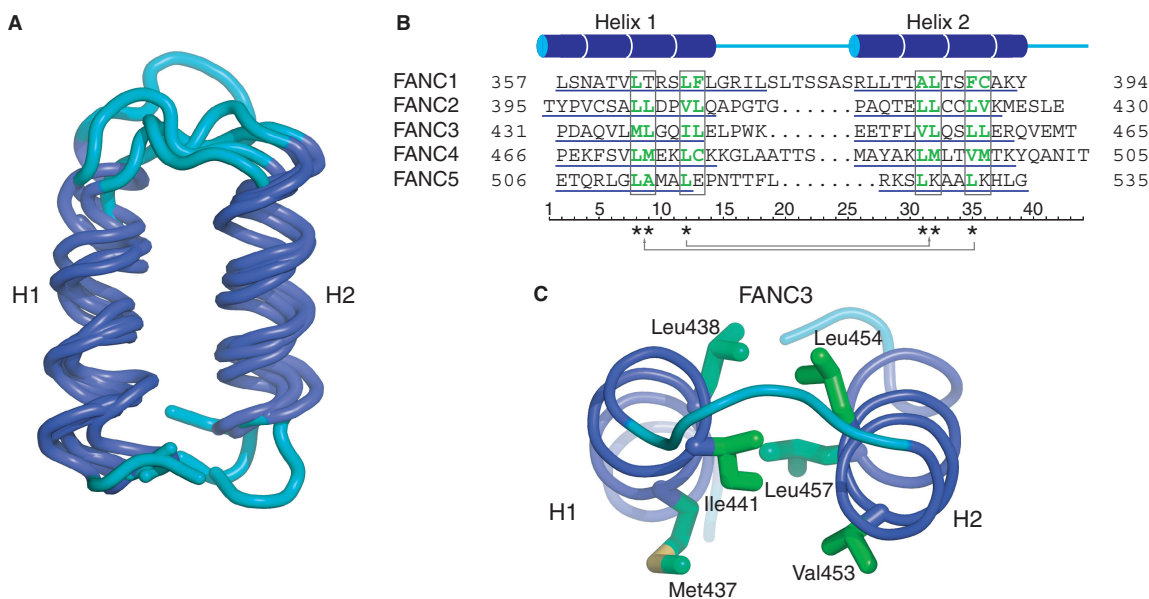 A
H1
H2
B
Helix 1 Helix 2
FANC1 357 LSNATVLTRSLFLGRILSLTSSASRLLTTALTSFCAKY 394
FANC2 395 TYPVCSALLDPVLQAPGTG......PAQTELLCCLVKMESLE 430
FANC3 431 PDAQVLMLGQILELPWK.......EETFLVLQSLLERQVEMT 465
FANC4 466 PEKFSVLMEKLCKKGLAATTS...MAYAKLMLTVMTKYQANIT 505
FANC5 506 ETQRLGLAMALEPNTTFL........RKSLKAALKHLG 535
1 5 10 15 20 25 30 35 40
** * ** *
C
FANC3
Leu438
Leu454
Ile441
Leu457
H1
H2
Val453
Met437